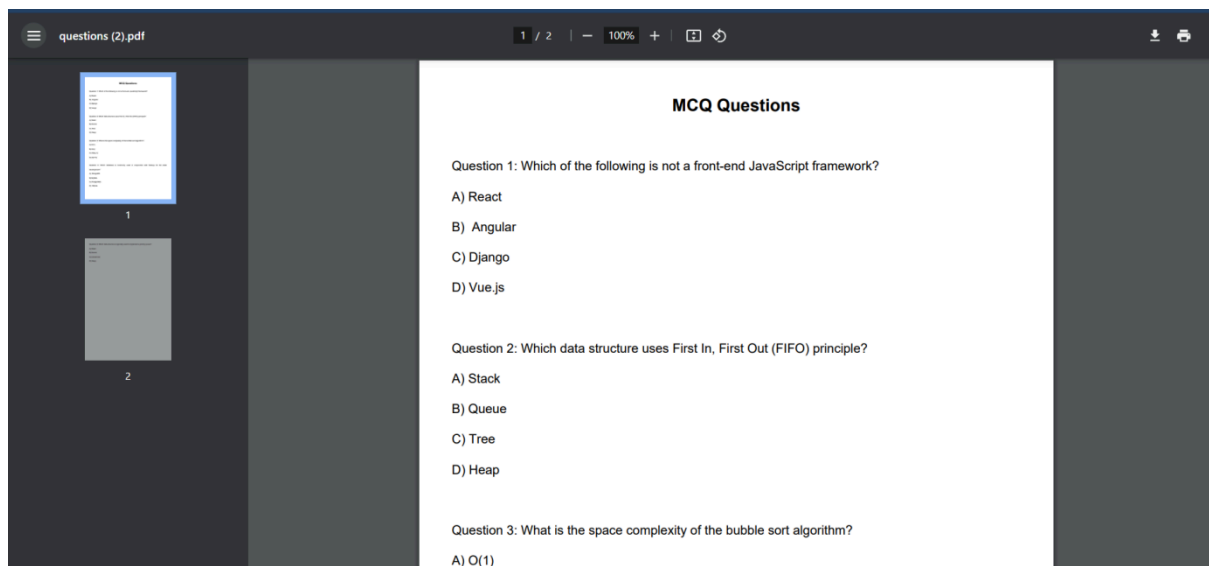 questions (2).pdf
1 / 2
100%
1
2
MCQ Questions
Question 1: Which of the following is not a front-end JavaScript framework?
A) React
B) Angular
C) Django
D) Vue.js
Question 2: Which data structure uses First In, First Out (FIFO) principle?
A) Stack
B) Queue
C) Tree
D) Heap
Question 3: What is the space complexity of the bubble sort algorithm?
A) O(1)